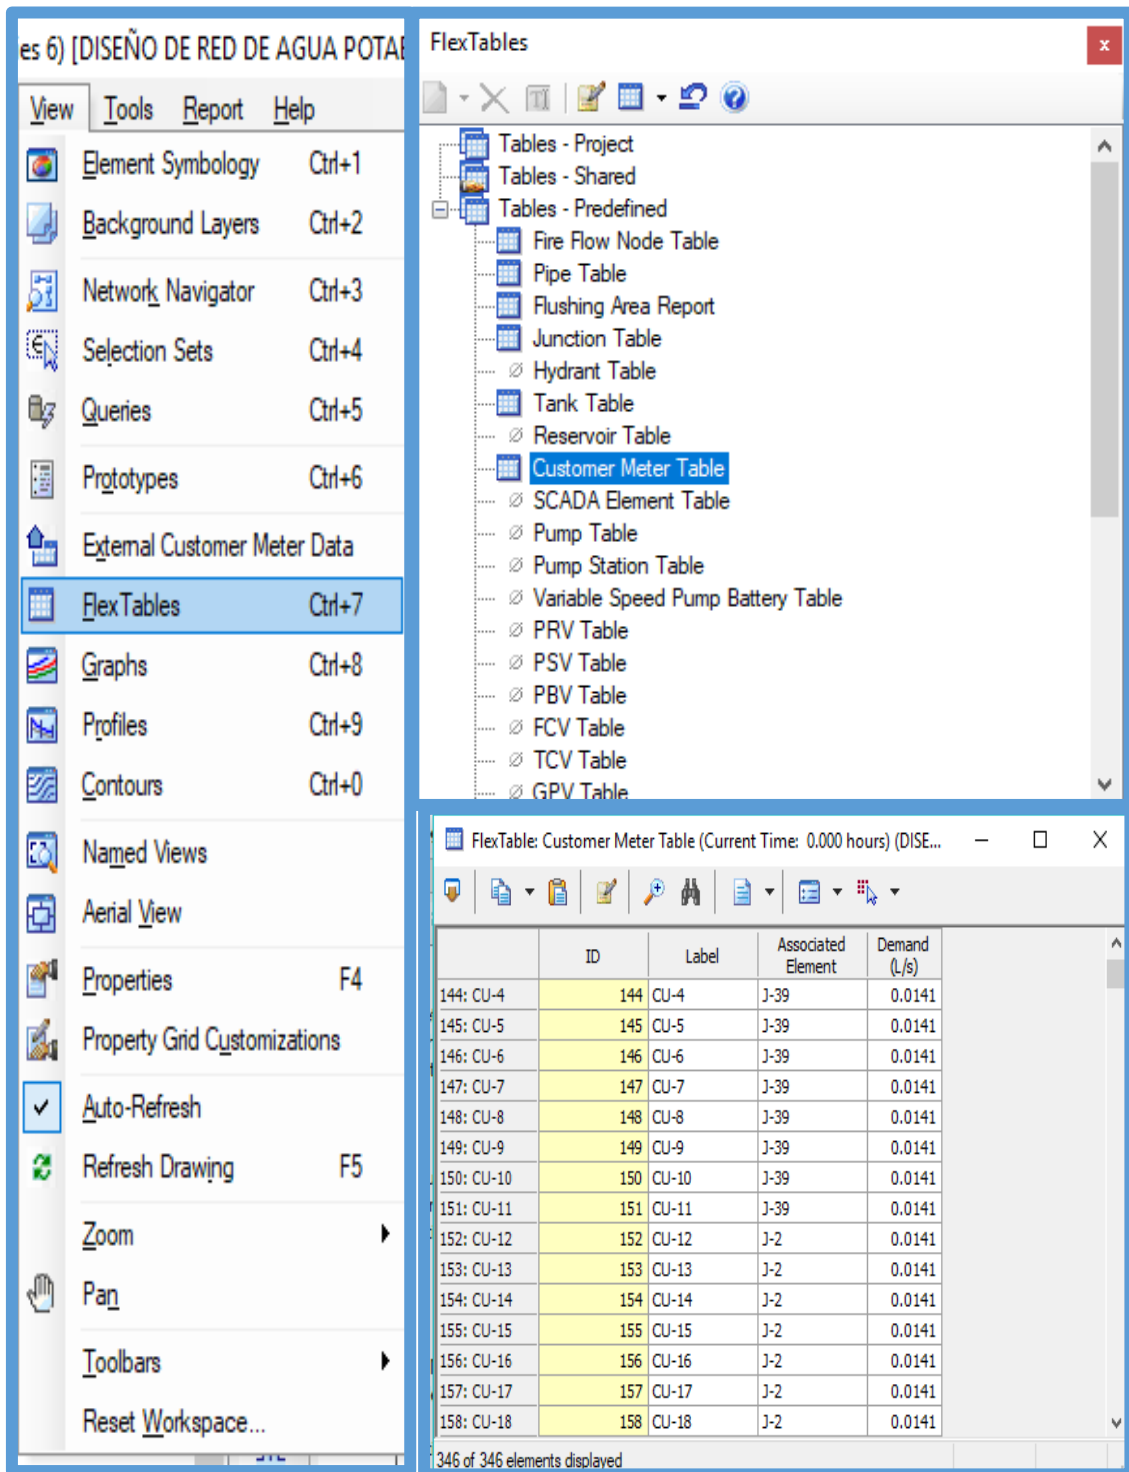 es 6) [DISEÑO DE RED DE AGUA POTAB
View Tools Report Help
Element Symbology Ctrl+1
Background Layers Ctrl+2
Network Navigator Ctrl+3
Selection Sets Ctrl+4
Queries Ctrl+5
Prototypes Ctrl+6
External Customer Meter Data
FlexTables Ctrl+7
Graphs Ctrl+8
Profiles Ctrl+9
Contours Ctrl+0
Named Views
Aerial View
Properties F4
Property Grid Customizations
Auto-Refresh
Refresh Drawing F5
Zoom
Pan
Toolbars
Reset Workspace...
FlexTables
Tables - Project
Tables - Shared
Tables - Predefined
Fire Flow Node Table
Pipe Table
Flushing Area Report
Junction Table
Hydrant Table
Tank Table
Reservoir Table
Customer Meter Table
SCADA Element Table
Pump Table
Pump Station Table
Variable Speed Pump Battery Table
PRV Table
PSV Table
PBV Table
FCV Table
TCV Table
GPV Table
FlexTable: Customer Meter Table (Current Time: 0.000 hours) (DISE...
ID Label Associated Element Demand (L/s)
144: CU-4 144 CU-4 J-39 0.0141
145: CU-5 145 CU-5 J-39 0.0141
146: CU-6 146 CU-6 J-39 0.0141
147: CU-7 147 CU-7 J-39 0.0141
148: CU-8 148 CU-8 J-39 0.0141
149: CU-9 149 CU-9 J-39 0.0141
150: CU-10 150 CU-10 J-39 0.0141
151: CU-11 151 CU-11 J-39 0.0141
152: CU-12 152 CU-12 J-2 0.0141
153: CU-13 153 CU-13 J-2 0.0141
154: CU-14 154 CU-14 J-2 0.0141
155: CU-15 155 CU-15 J-2 0.0141
156: CU-16 156 CU-16 J-2 0.0141
157: CU-17 157 CU-17 J-2 0.0141
158: CU-18 158 CU-18 J-2 0.0141
346 of 346 elements displayed